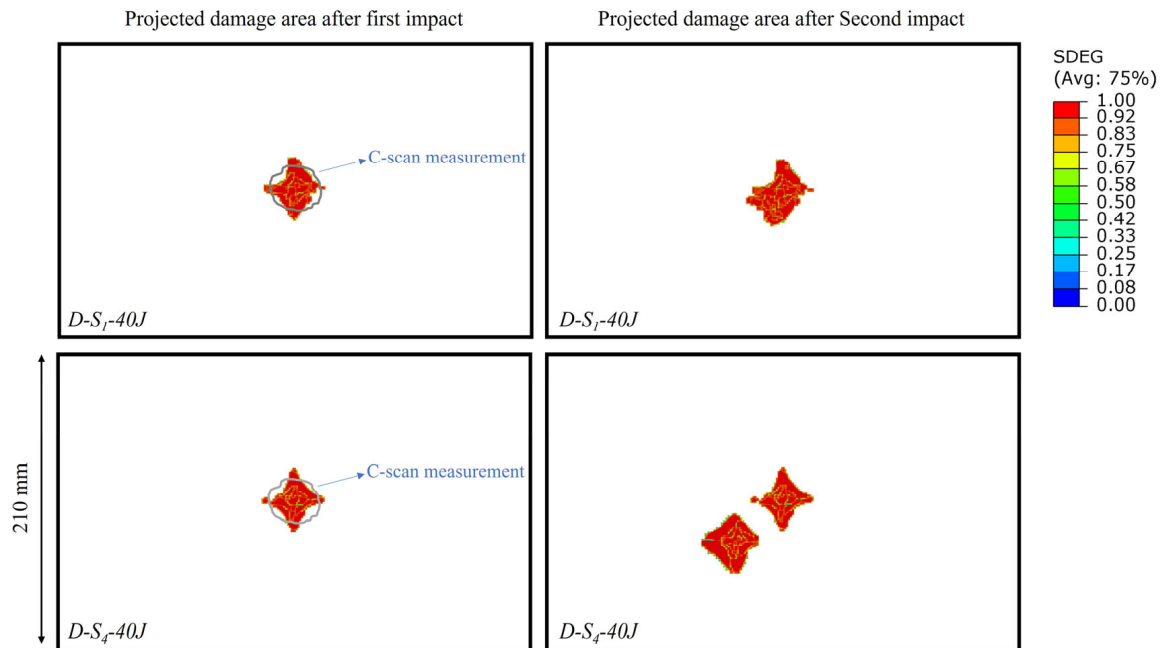 Projected damage area after first impact
Projected damage area after Second impact
SDEG
(Avg: 75%)
1.00
0.92
0.83
0.75
0.67
0.58
0.50
0.42
0.33
0.25
0.17
0.08
0.00
C-scan measurement
D-S₁-40J
D-S₁-40J
210 mm
C-scan measurement
D-S₄-40J
D-S₄-40J